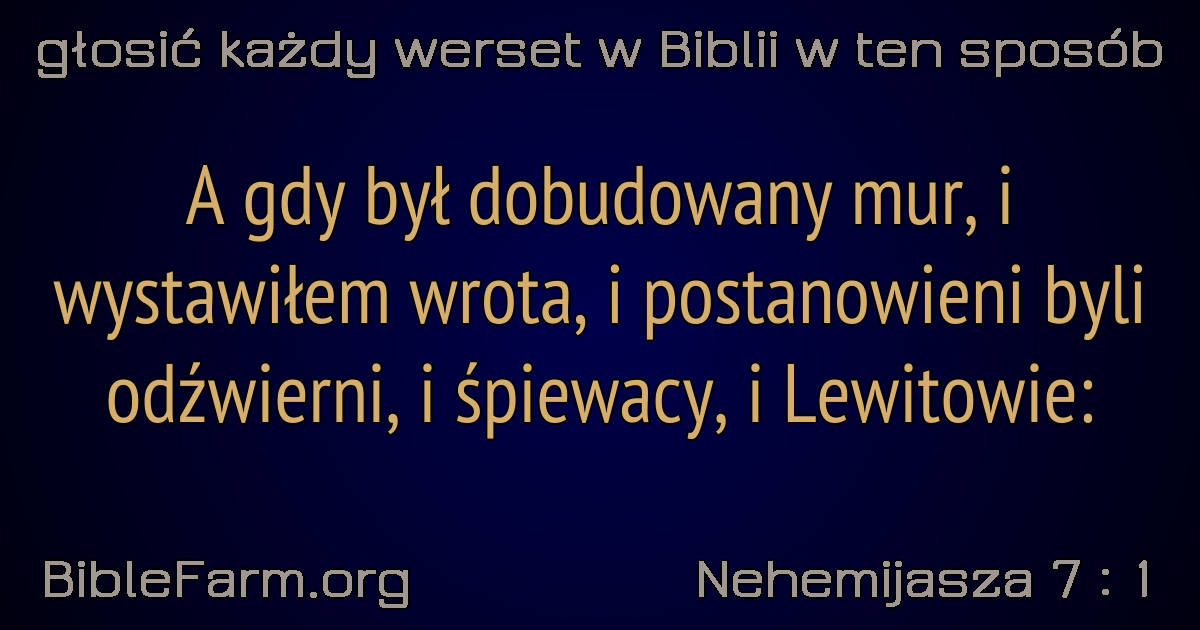 głosić każdy werset w Biblii w ten sposób
A gdy był dobudowany mur, i
wystawiłem wrota, i postanowieni byli
odźwierni, i śpiewacy, i Lewitowie:
BibleFarm.org
Nehemijasza 7 : 1